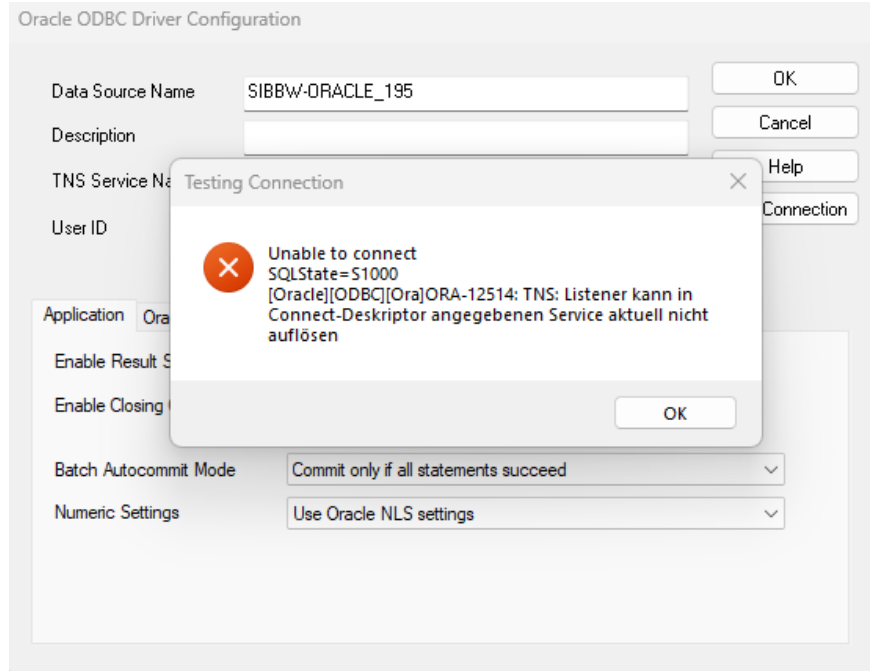 Oracle ODBC Driver Configuration
Data Source Name
SIBBW-ORACLE_195
OK
Description
Cancel
TNS Service Na
Help
User ID
Connection
Testing Connection
Unable to connect
SQLState=S1000
[Oracle][ODBC][Ora]ORA-12514: TNS: Listener kann in
Connect-Deskriptor angegebenen Service aktuell nicht
auflösen
OK
Application
Ora
Enable Result S
Enable Closing
Batch Autocommit Mode
Commit only if all statements succeed
Numeric Settings
Use Oracle NLS settings